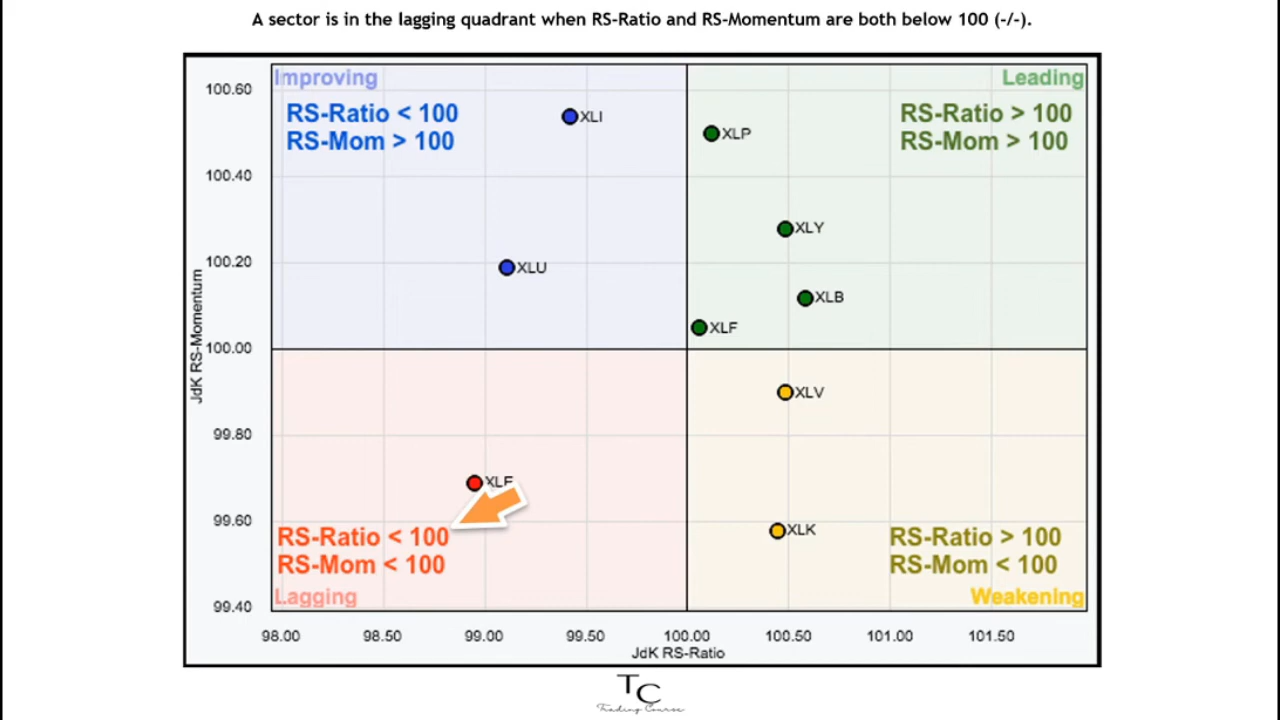 A sector is in the lagging quadrant when RS-Ratio and RS-Momentum are both below 100 (-/-).
Improving
Leading
RS-Ratio < 100
RS-Mom > 100
RS-Ratio > 100
RS-Mom > 100
100.60
100.40
100.20
100.00
99.80
99.60
99.40
JdK RS-Momentum
XLI
XLP
XLY
XLU
XLB
XLF
XLV
XLK
RS-Ratio < 100
RS-Mom < 100
RS-Ratio > 100
RS-Mom < 100
Lagging
Weakening
98.00 98.50 99.00 99.50 100.00 100.50 101.00 101.50
JdK RS-Ratio
TC
Trading Course